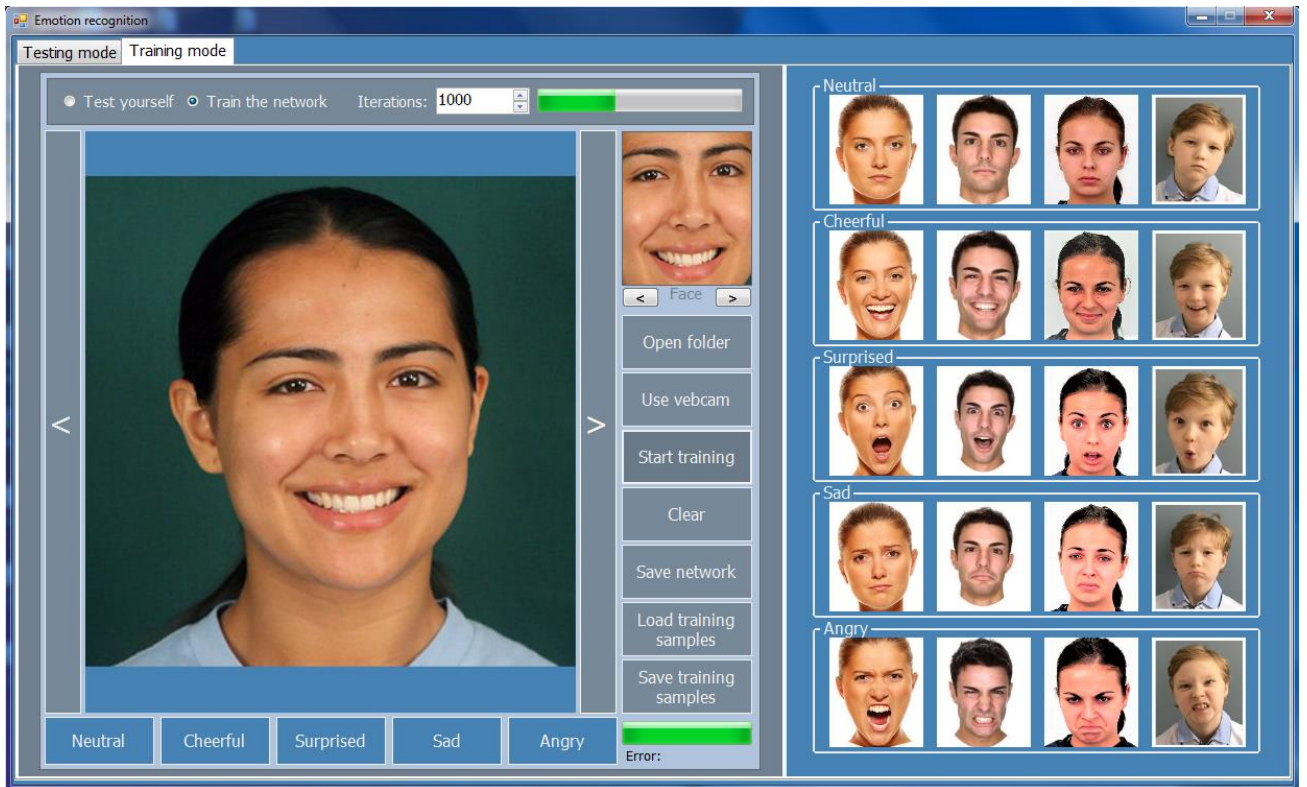 Emotion recognition
Testing mode Training mode
Test yourself Train the network Iterations: 1000
<
>
< Face >
Open folder
Use vebcam
Start training
Clear
Save network
Load training
samples
Save training
samples
Error:
Neutral Cheerful Surprised Sad Angry
Neutral
Cheerful
Surprised
Sad
Angry